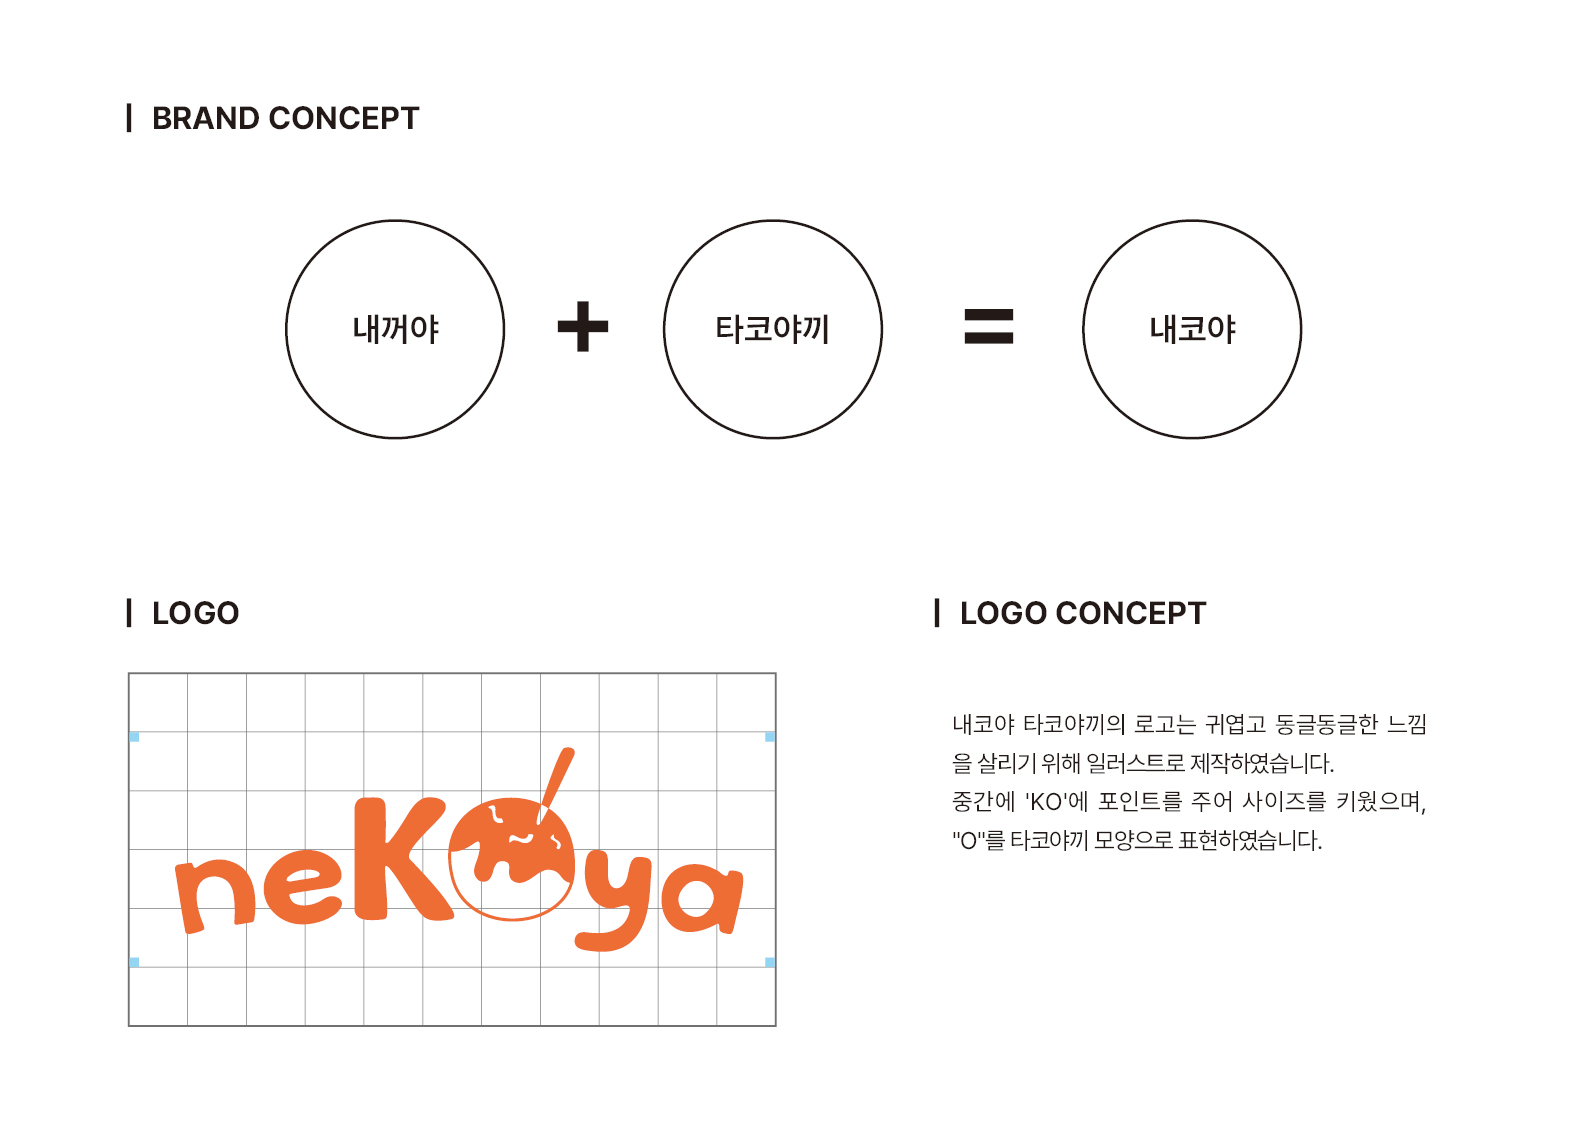 BRAND CONCEPT
내꺼야 + 타코야끼 = 내코야
LOGO
LOGO CONCEPT
neKOya
내코야 타코야끼의 로고는 귀엽고 동글동글한 느낌
을 살리기 위해 일러스트로 제작하였습니다.
중간에 'KO'에 포인트를 주어 사이즈를 키웠으며,
"O"를 타코야끼 모양으로 표현하였습니다.